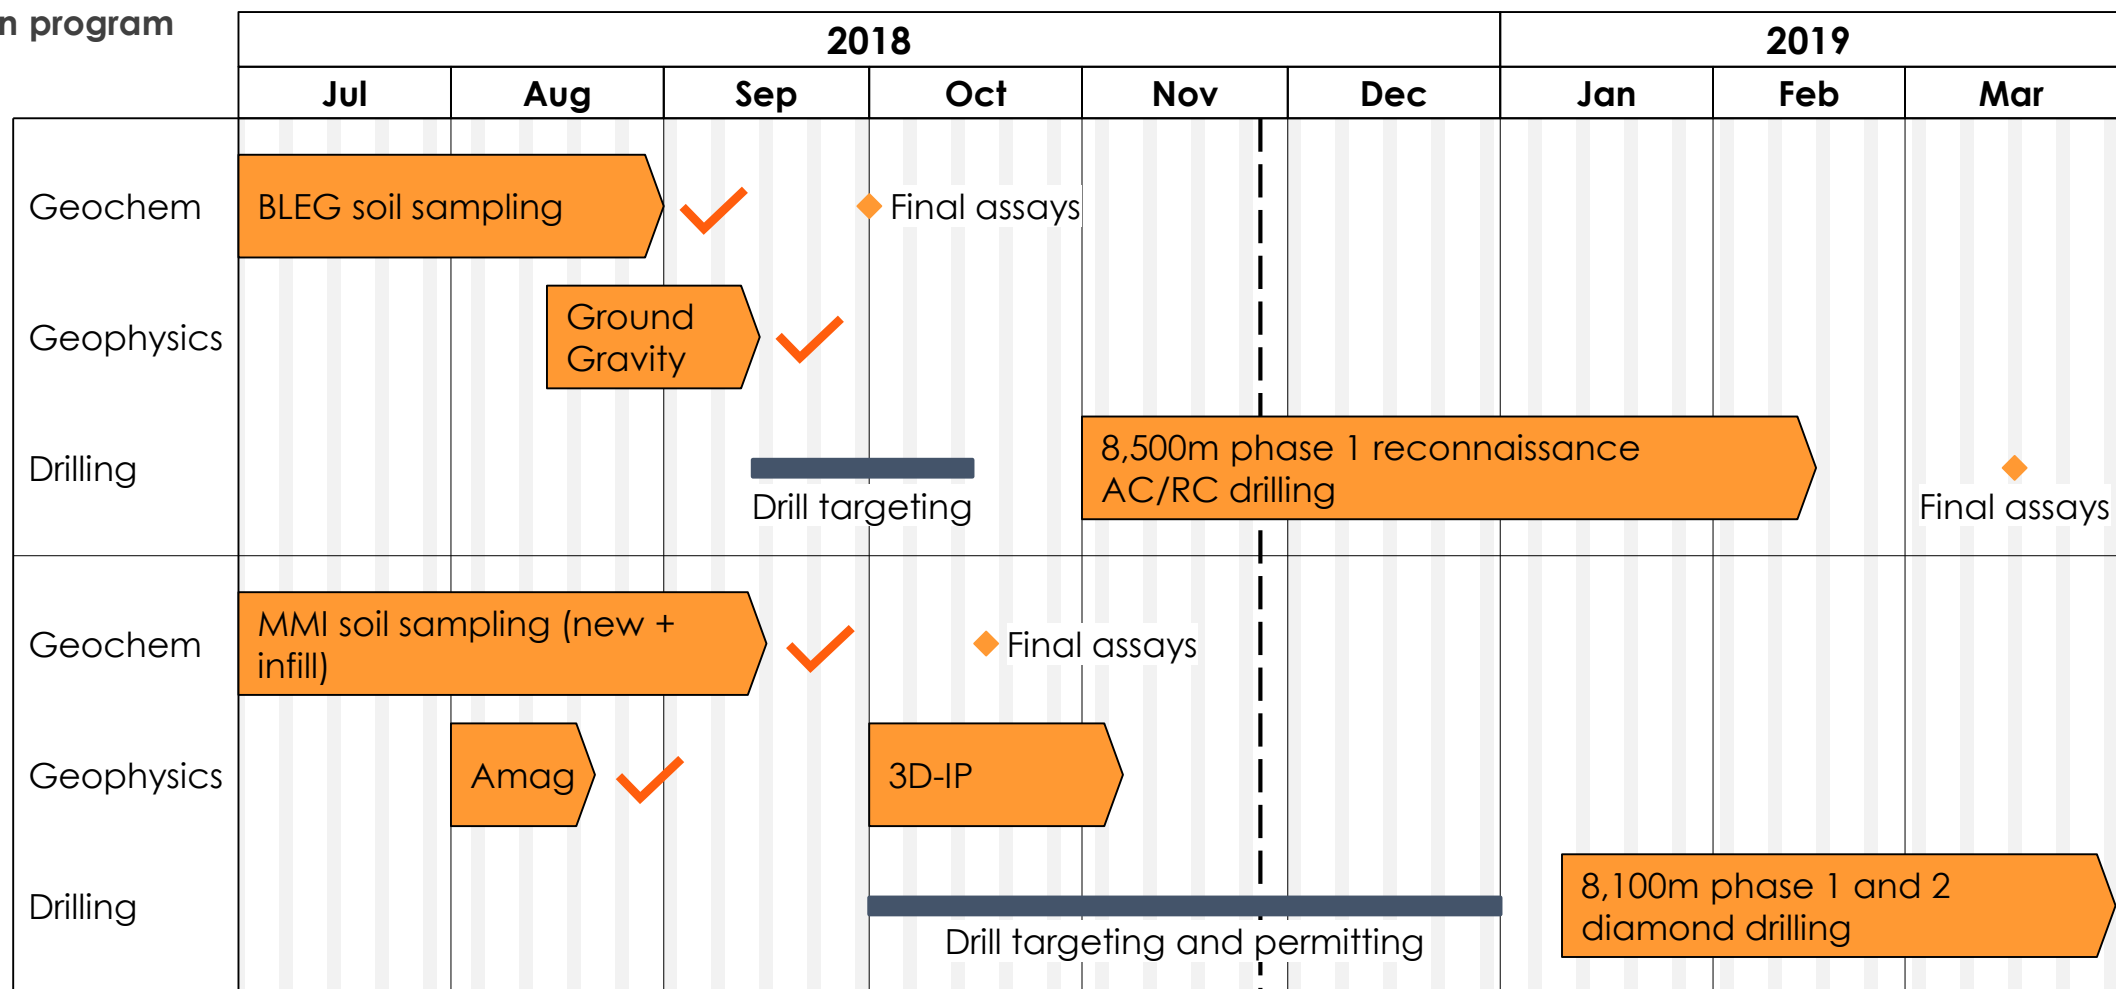 n program
2018
2019
Jul
Aug
Sep
Oct
Nov
Dec
Jan
Feb
Mar
Geochem
BLEG soil sampling
Final assays
Geophysics
Ground
Gravity
Drilling
Drill targeting
8,500m phase 1 reconnaissance
AC/RC drilling
Final assays
Geochem
MMI soil sampling (new +
infill)
Final assays
Geophysics
Amag
3D-IP
Drilling
Drill targeting and permitting
8,100m phase 1 and 2
diamond drilling